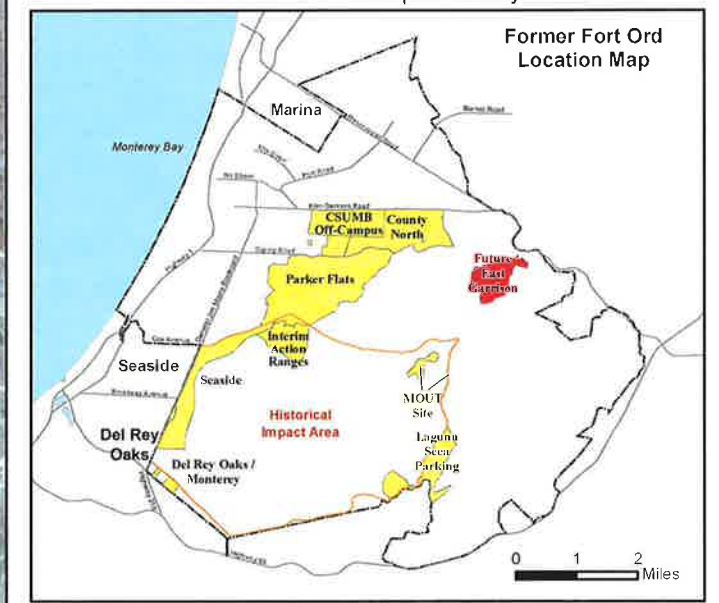 Former Fort Ord
Location Map
Marina
Monterey Bay
CSUMB
Off-Campus
County
North
Parker Flats
Future
East
Garrison
Highway 1
Interim
Action
Ranges
Seaside
Seaside
MOUT
Site
Historical
Impact Area
Laguna
Seca
Parking
Del Rey
Oaks
Del Rey Oaks /
Monterey
0 1 2
Miles